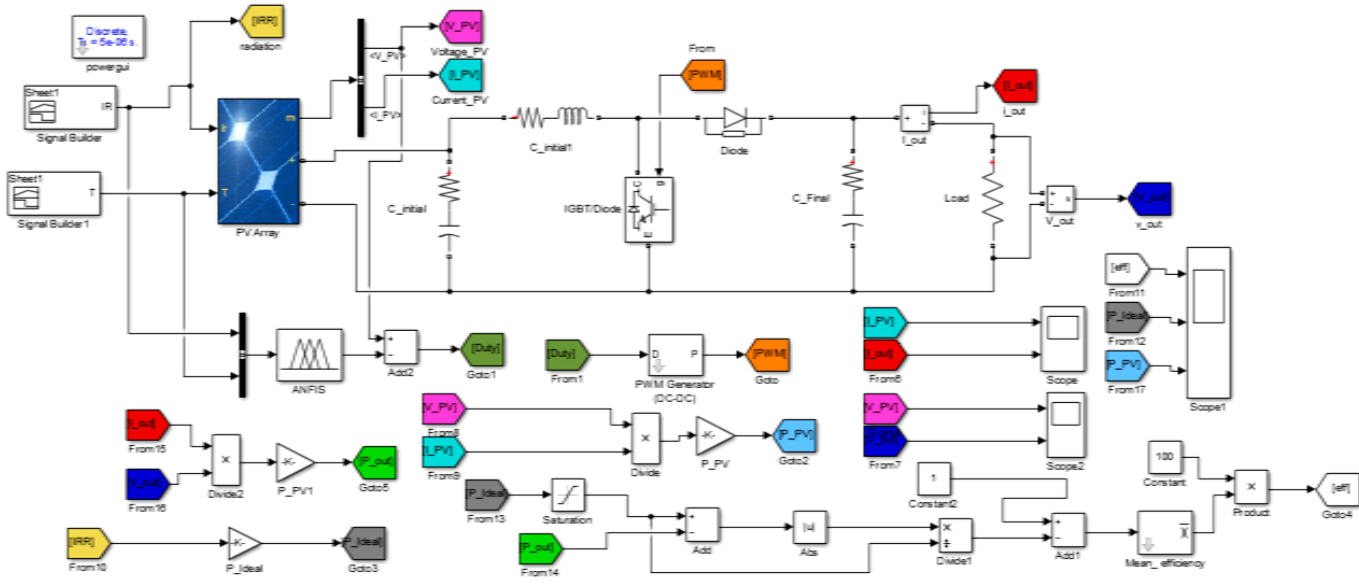 Discrete,
Ts = 5e-06 s.
powergui
[IRR]
radiation
[V_PV]
Voltage_PV
<V_PV>
[I_PV]
Current_PV
<I_PV>
Sheet1
IR
Signal Builder
Sheet1
T
Signal Builder1
Ir
T
m
+
-
PV Array
C_initial
C_initial1
From
[PWM]
g
C
E
IGBT/Diode
Diode
C_Final
+
-
i
I_out
[I_out]
i_out
Load
+
-
v
V_out
[V_out]
v_out
ANFIS
+
-
Add2
[Duty]
Goto1
[Duty]
From1
D
P
PWM Generator
(DC-DC)
[PWM]
Goto
[I_PV]
[I_out]
From6
Scope
[eff]
From11
[P_Ideal]
From12
[P_PV]
From17
Scope1
[I_out]
From15
[V_out]
From16
×
Divide2
-K-
P_PV1
[P_out]
Goto5
[V_PV]
From8
[I_PV]
From9
×
Divide
-K-
P_PV
[P_PV]
Goto2
[V_PV]
From7
Scope2
[IRR]
From10
-K-
P_Ideal
[P_Ideal]
Goto3
[P_Ideal]
From13
Saturation
[P_out]
From14
+
-
Add
|u|
Abs
×
÷
Divide1
1
Constant2
+
-
Add1
Mean_ efficiency
100
Constant
×
Product
[eff]
Goto4